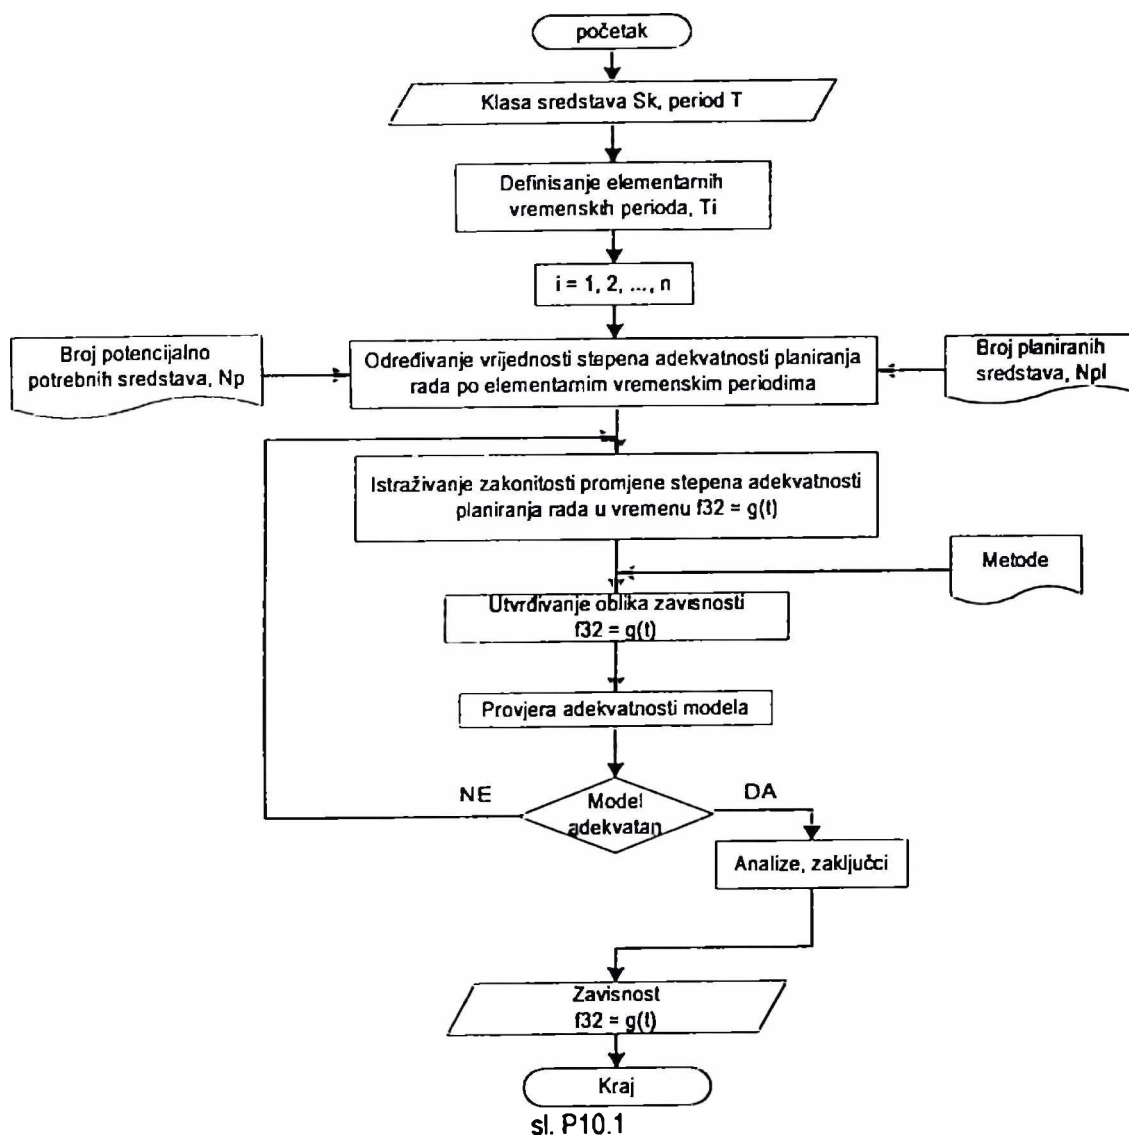 početak
Klasa sredstava Sk, period T
Definisanje elementarnih
vremenskih perioda, Ti
i = 1, 2, ..., n
Broj potencijalno
potrebnih sredstava, Np
Određivanje vrijednosti stepena adekvatnosti planiranja
rada po elementarnim vremenskim periodima
Broj planiranih
sredstava, Npl
Istraživanje zakonitosti promjene stepena adekvatnosti
planiranja rada u vremenu f32 = g(t)
Metode
Utvrđivanje oblika zavisnosti
f32 = g(t)
Provjera adekvatnosti modela
NE
Model
adekvatan
DA
Analize, zaključci
Zavisnost
f32 = g(t)
Kraj
sl. P10.1